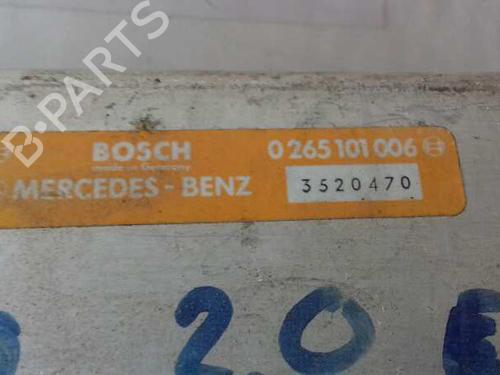 B-PARTS
BOSCH 0 265 101 006
made in Germany
MERCEDES - BENZ 3520470
2.0 E